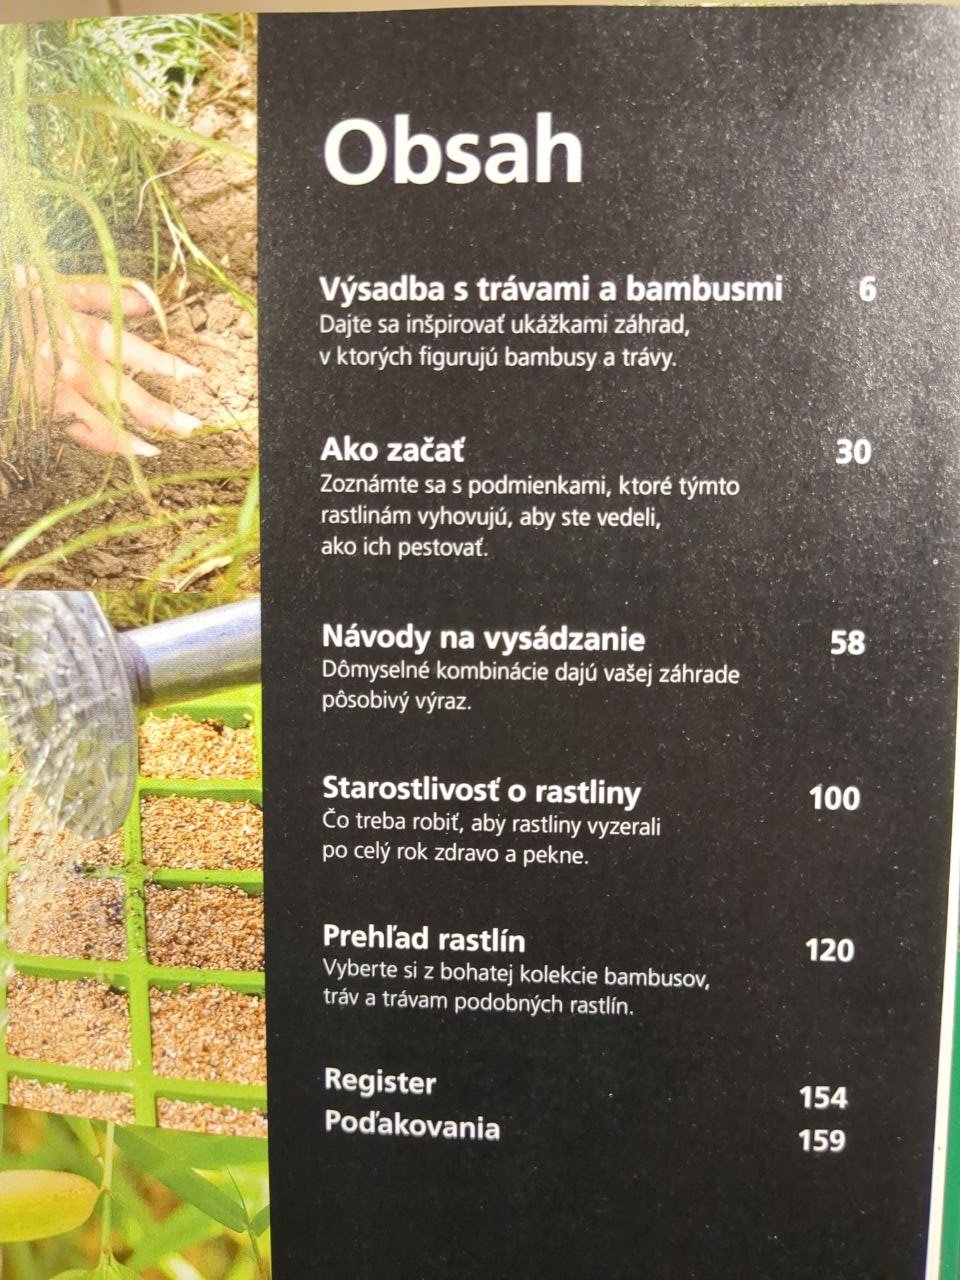 Obsah
Výsadba s trávami a bambusmi 6
Dajte sa inšpirovať ukážkami záhrad,
v ktorých figurujú bambusy a trávy.
Ako začať 30
Zoznámte sa s podmienkami, ktoré týmto
rastlinám vyhovujú, aby ste vedeli,
ako ich pestovať.
Návody na vysádzanie 58
Dômyselné kombinácie dajú vašej záhrade
pôsobivý výraz.
Starostlivosť o rastliny 100
Čo treba robiť, aby rastliny vyzerali
po celý rok zdravo a pekne.
Prehľad rastlín 120
Vyberte si z bohatej kolekcie bambusov,
tráv a trávam podobných rastlín.
Register 154
Poďakovania 159